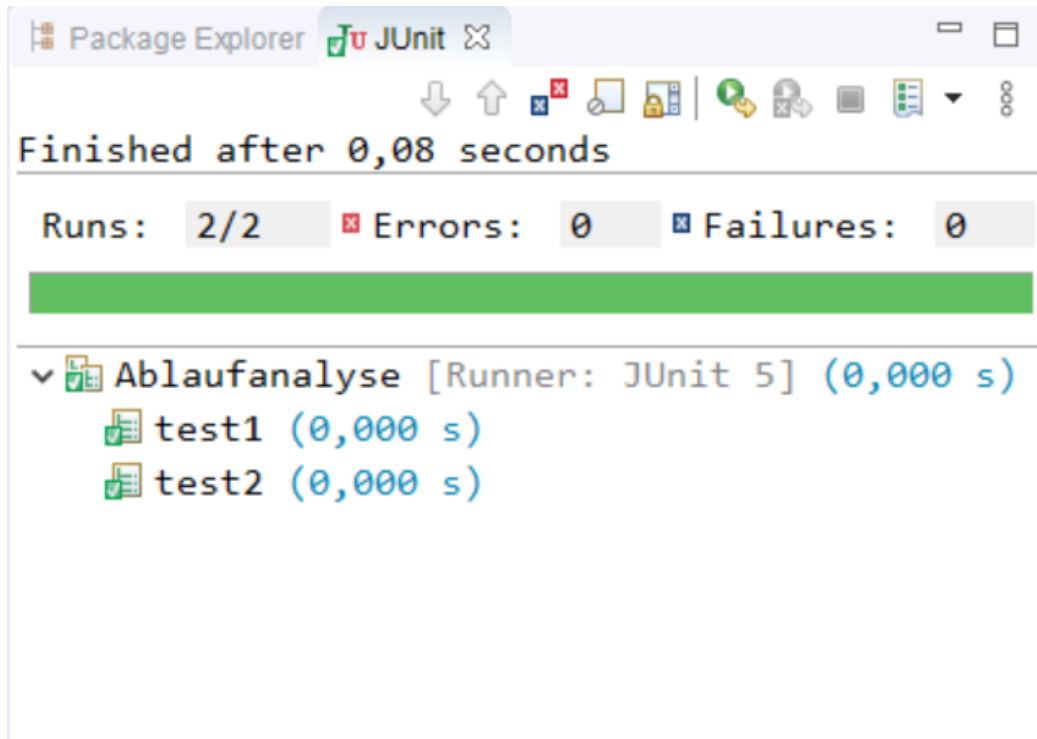 Package Explorer JU JUnit
Finished after 0,08 seconds
Runs: 2/2 Errors: 0 Failures: 0
Ablaufanalyse [Runner: JUnit 5] (0,000 s)
test1 (0,000 s)
test2 (0,000 s)